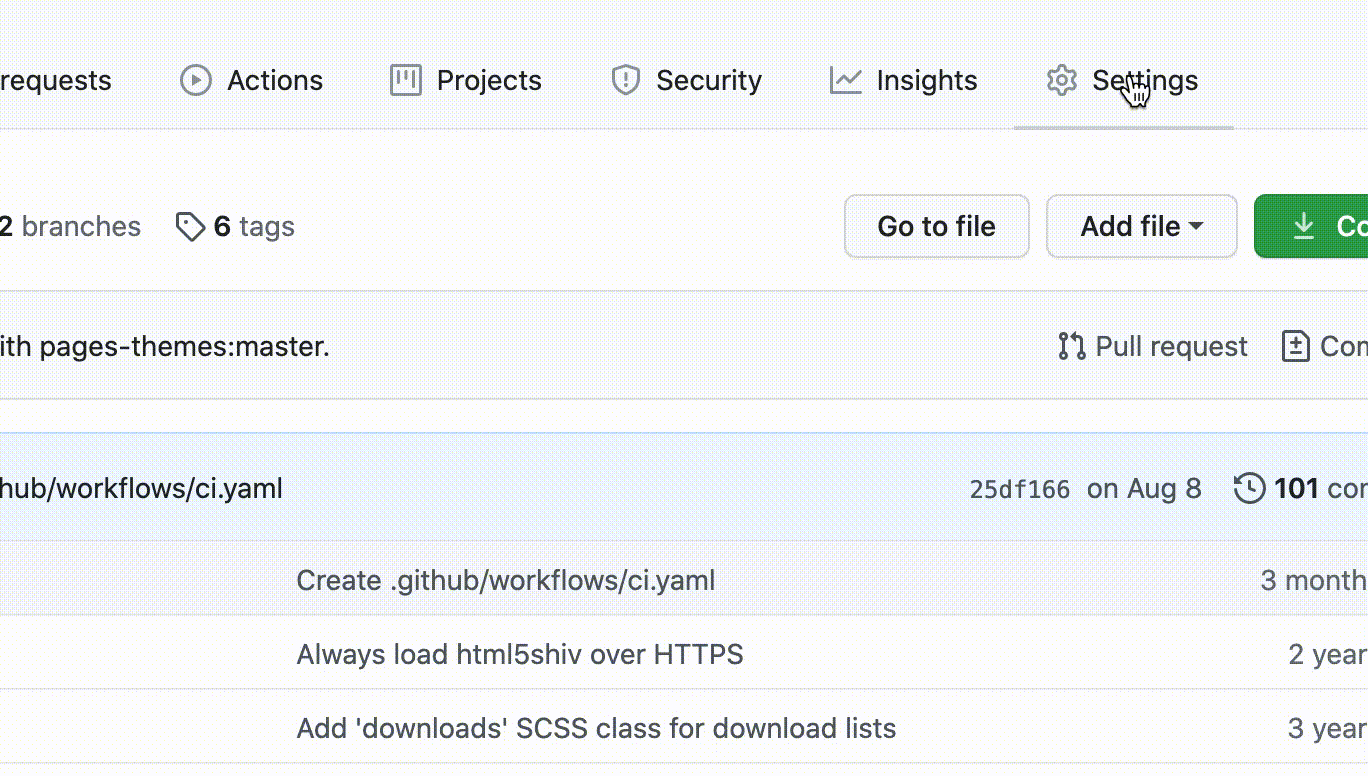 requests Actions Projects Security Insights Settings
2 branches 6 tags Go to file Add file Co
ith pages-themes:master. Pull request Com
hub/workflows/ci.yaml 25df166 on Aug 8 101 com
Create .github/workflows/ci.yaml 3 month
Always load html5shiv over HTTPS 2 year
Add 'downloads' SCSS class for download lists 3 year